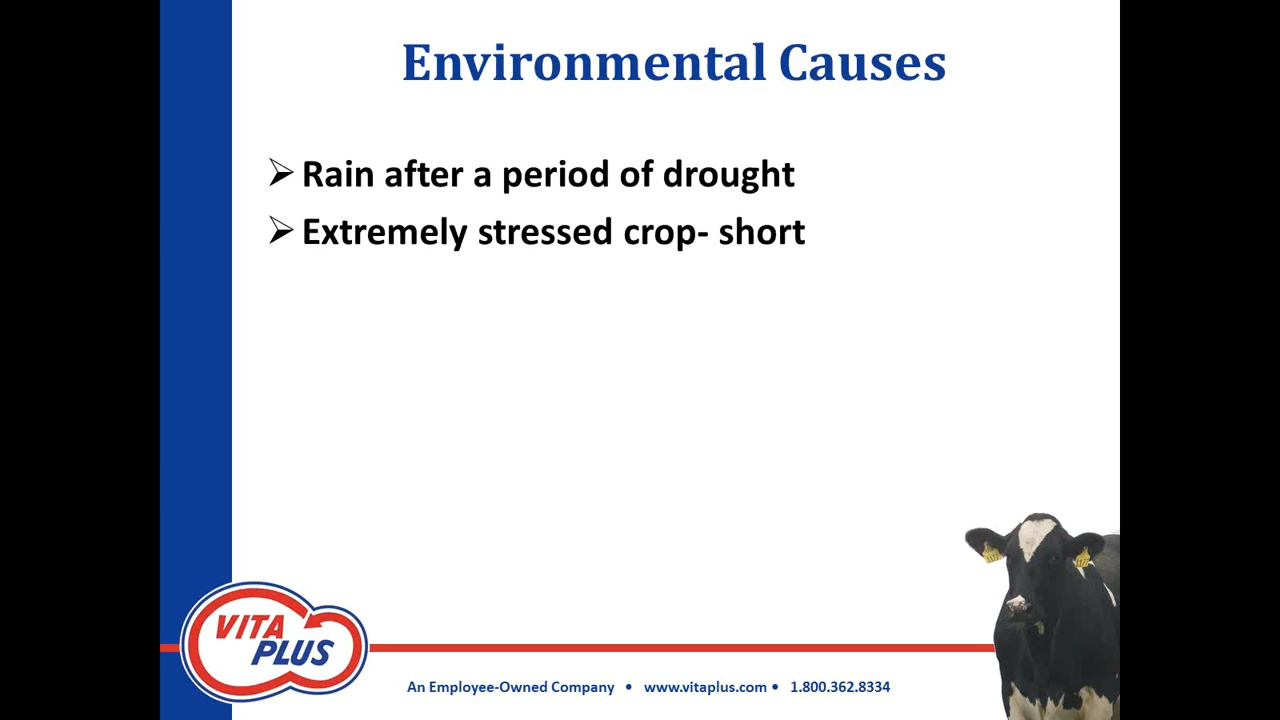 Environmental Causes
➢ Rain after a period of drought
➢ Extremely stressed crop- short
VITA
PLUS
An Employee-Owned Company • www.vitaplus.com • 1.800.362.8334